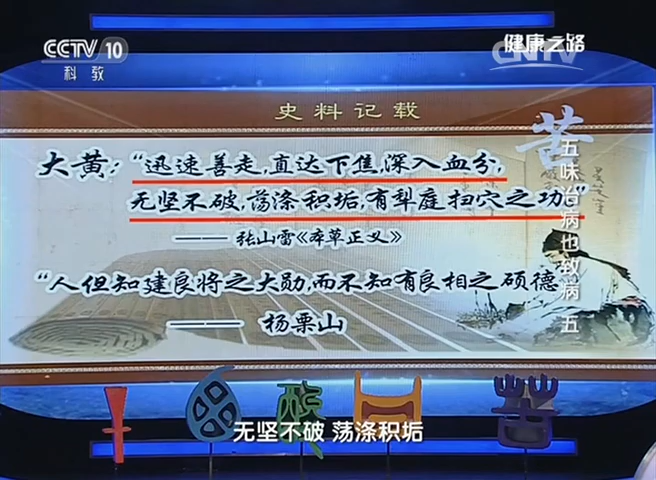 CCTV 10
科教
健康之路
CNTV
史料记载
大黄："迅速善走,直达下焦,深入血分,
无坚不破,荡涤积垢,有犁庭扫穴之功"
—— 张山雷《本草正义》
"人但知建良将之大勋,而不知有良相之硕德
—— 杨栗山
苦
五味治病也致病 五
酸
无坚不破 荡涤积垢